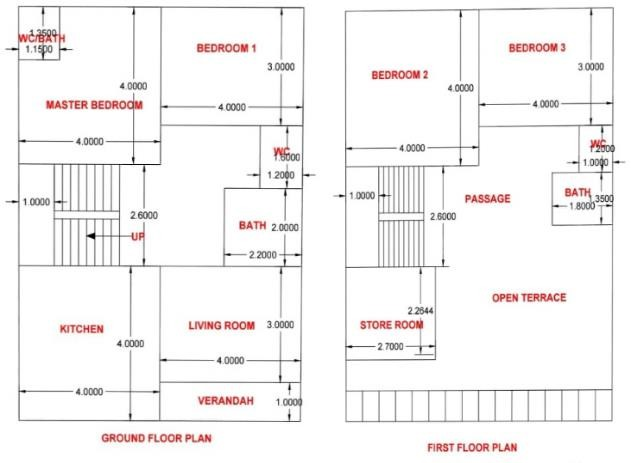 1.3500
WC/BATH
1.1500
BEDROOM 1
3.0000
4.0000
MASTER BEDROOM
4.0000
4.0000
WC
1.6000
1.2000
1.0000
2.6000
BATH
2.0000
UP
2.2000
KITCHEN
LIVING ROOM
3.0000
4.0000
4.0000
4.0000
VERANDAH
1.0000
GROUND FLOOR PLAN
BEDROOM 3
BEDROOM 2
3.0000
4.0000
4.0000
4.0000
WC
1.2000
1.0000
1.0000
2.6000
PASSAGE
BATH
1.3500
1.8000
OPEN TERRACE
2.2644
STORE ROOM
2.7000
FIRST FLOOR PLAN